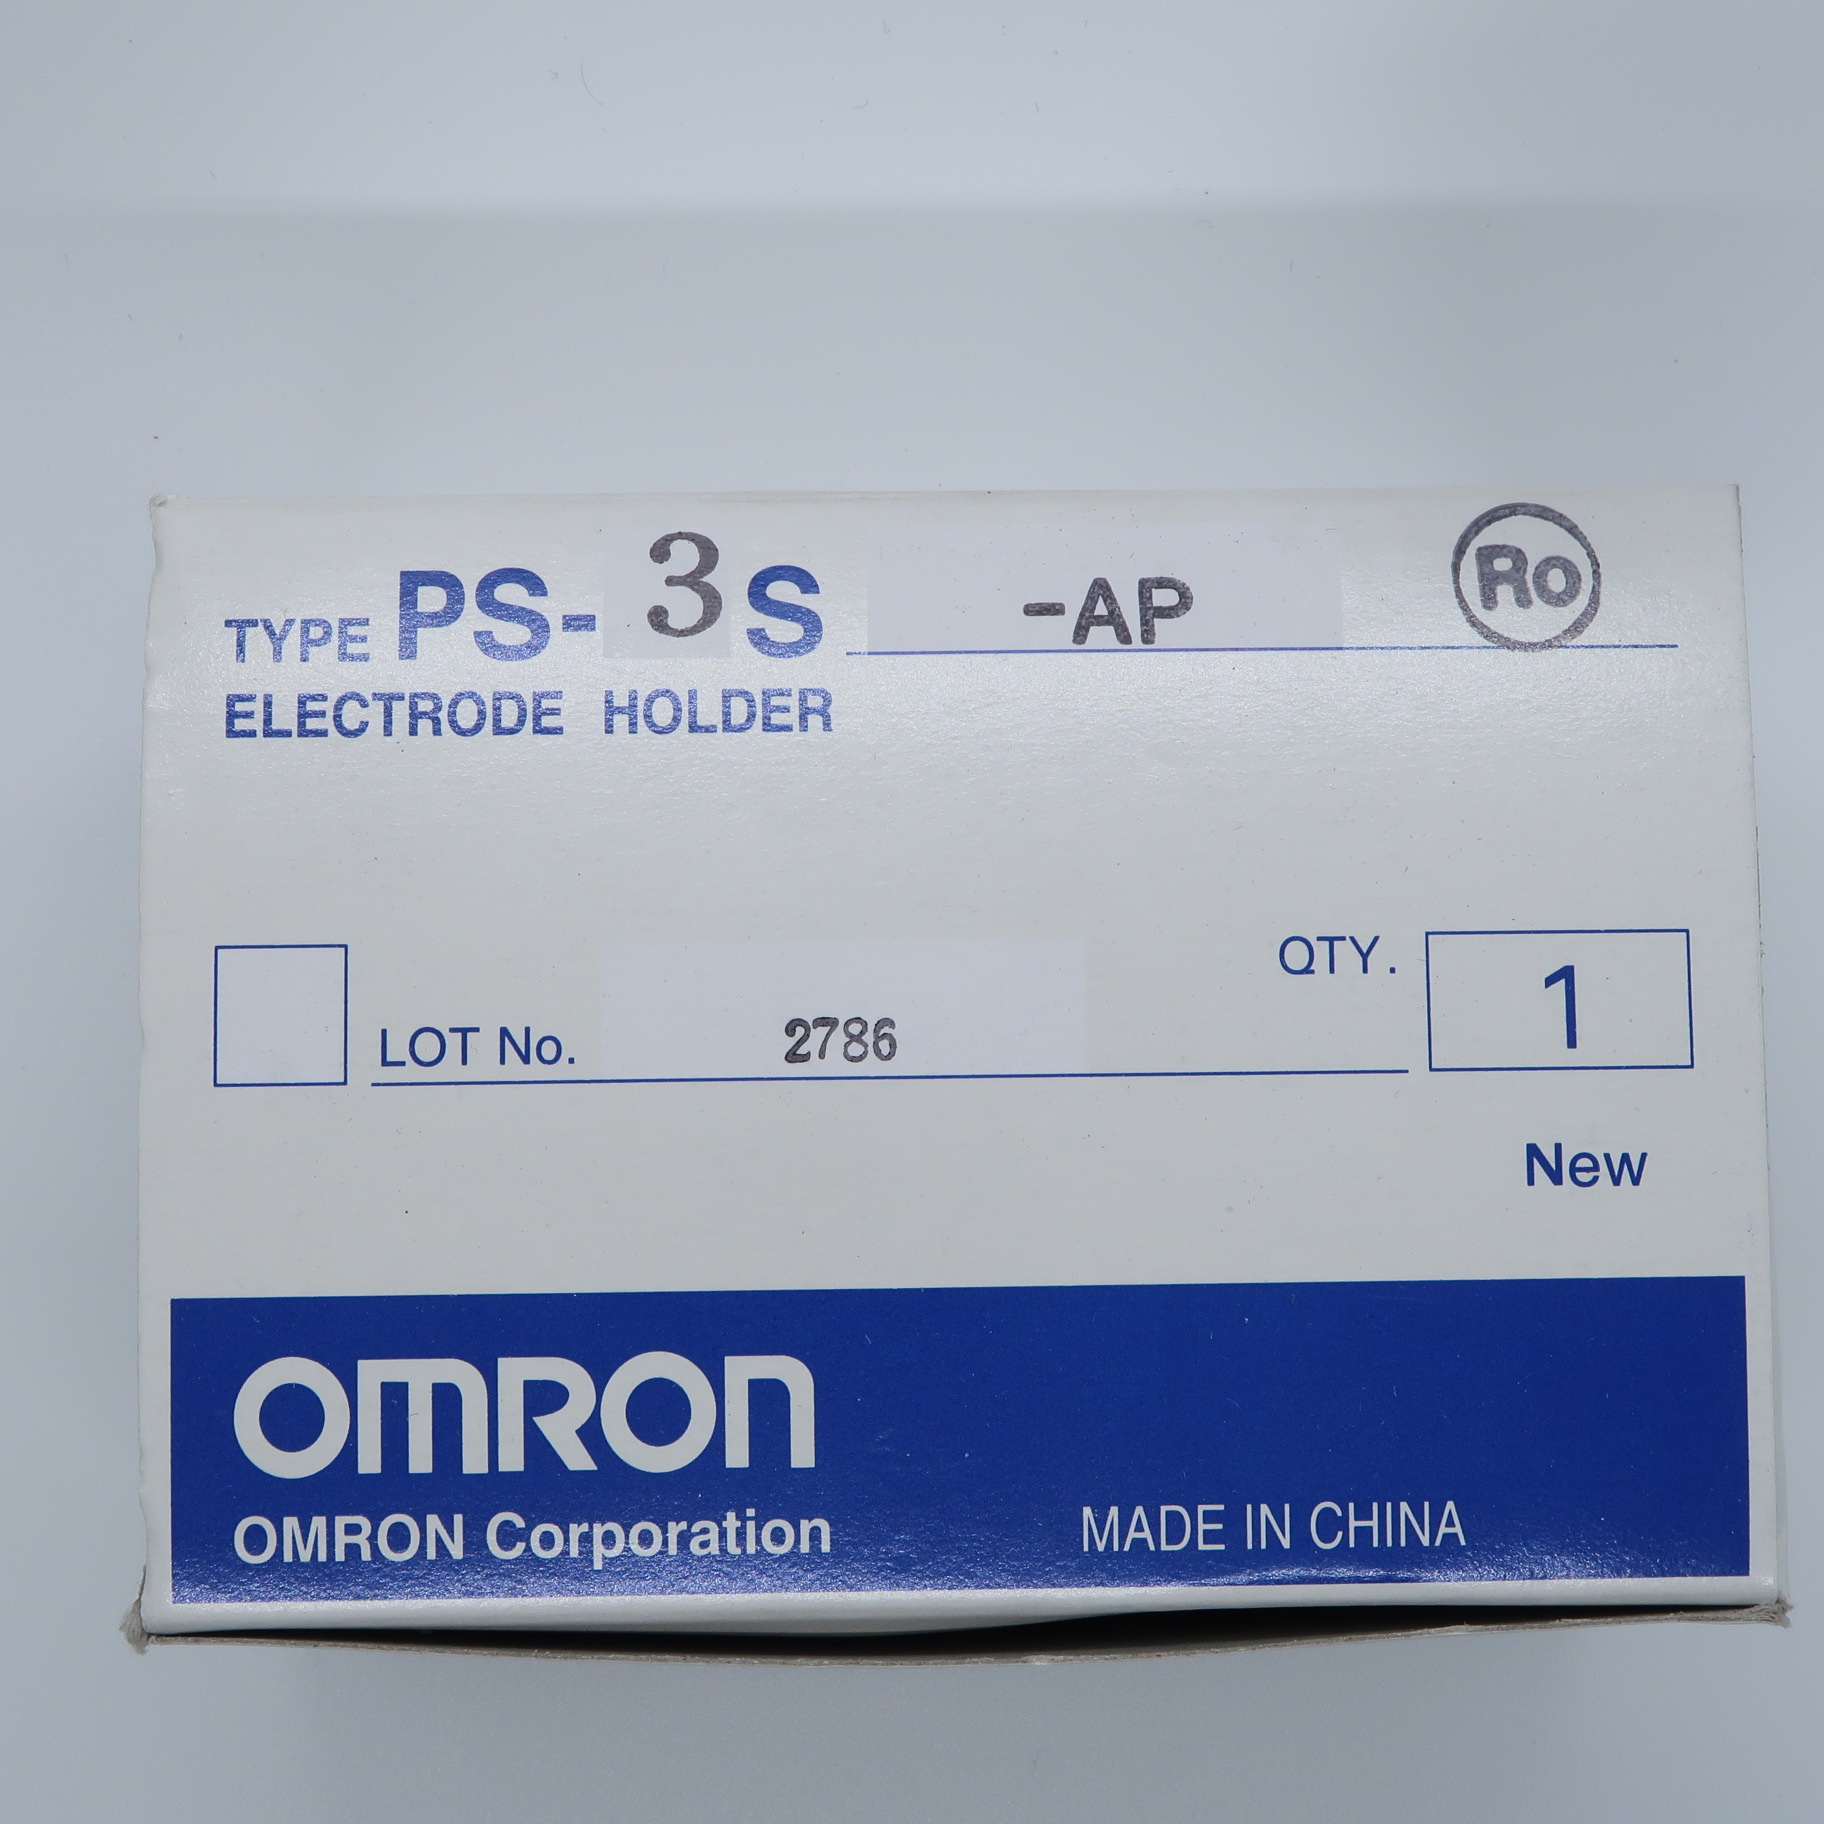 TYPE PS-3S -AP Ro
ELECTRODE HOLDER
QTY. 1
LOT No. 2786
New
OMRON
OMRON Corporation
MADE IN CHINA